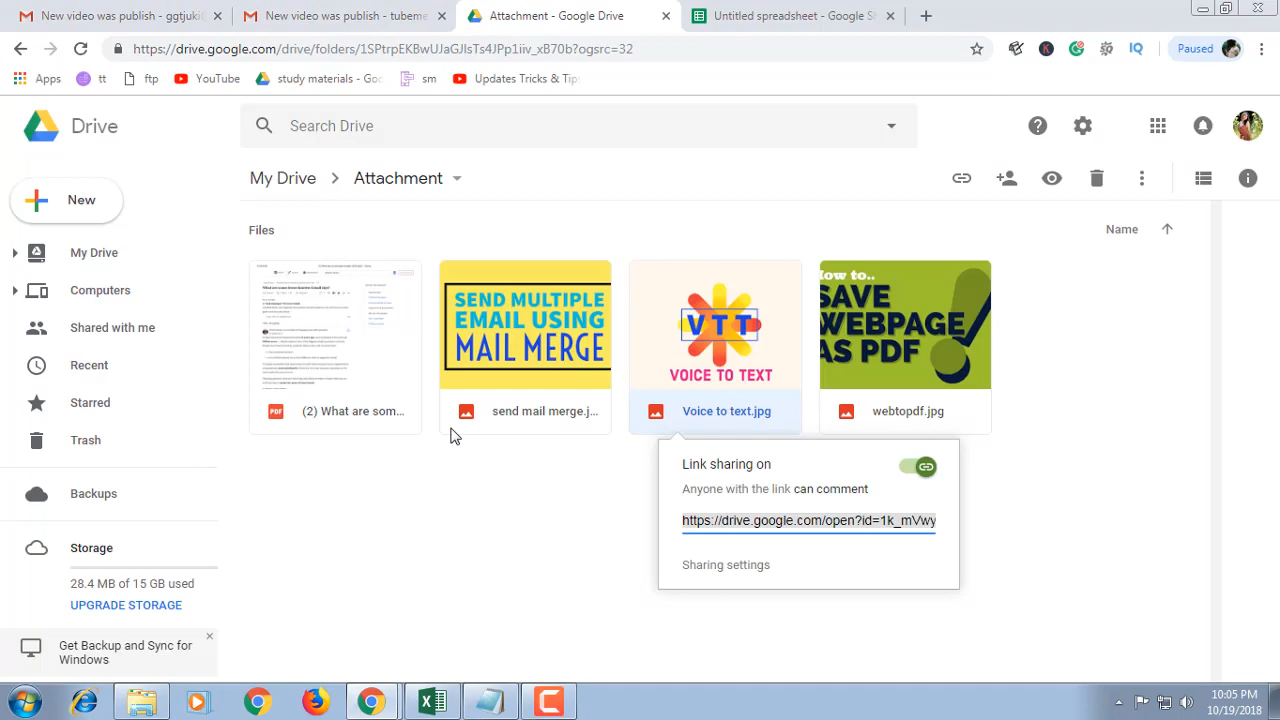 New video was publish - ggtjuk
New video was publish - tubem
Attachment - Google Drive
Untitled spreadsheet - Google S
https://drive.google.com/drive/folders/1SPtrpEKBwUJaGJIsTs4JPp1iiv_xB70b?ogsrc=32
Paused
Apps
tt
ftp
YouTube
study materials - Goo
sm
Updates Tricks & Tips
Drive
Search Drive
New
My Drive > Attachment
My Drive
Computers
Shared with me
Recent
Starred
Trash
Backups
Storage
28.4 MB of 15 GB used
UPGRADE STORAGE
Get Backup and Sync for
Windows
Files
Name
SEND MULTIPLE
EMAIL USING
MAIL MERGE
VOICE TO TEXT
How to..
SAVE
WEBPAGE
AS PDF
PDF
(2) What are som...
send mail merge.j...
Voice to text.jpg
webtopdf.jpg
Link sharing on
Anyone with the link can comment
https://drive.google.com/open?id=1k_mVwy
Sharing settings
10:05 PM
10/19/2018